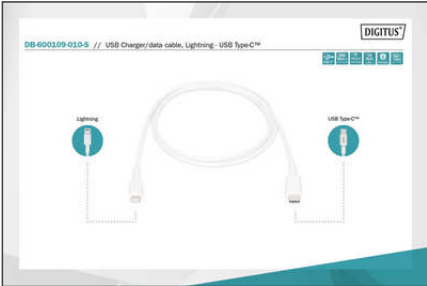 DIGITUS®
DB-600109-010-S // USB Charger/data cable, Lightning - USB Type-C™
Lightning
USB Type-C™